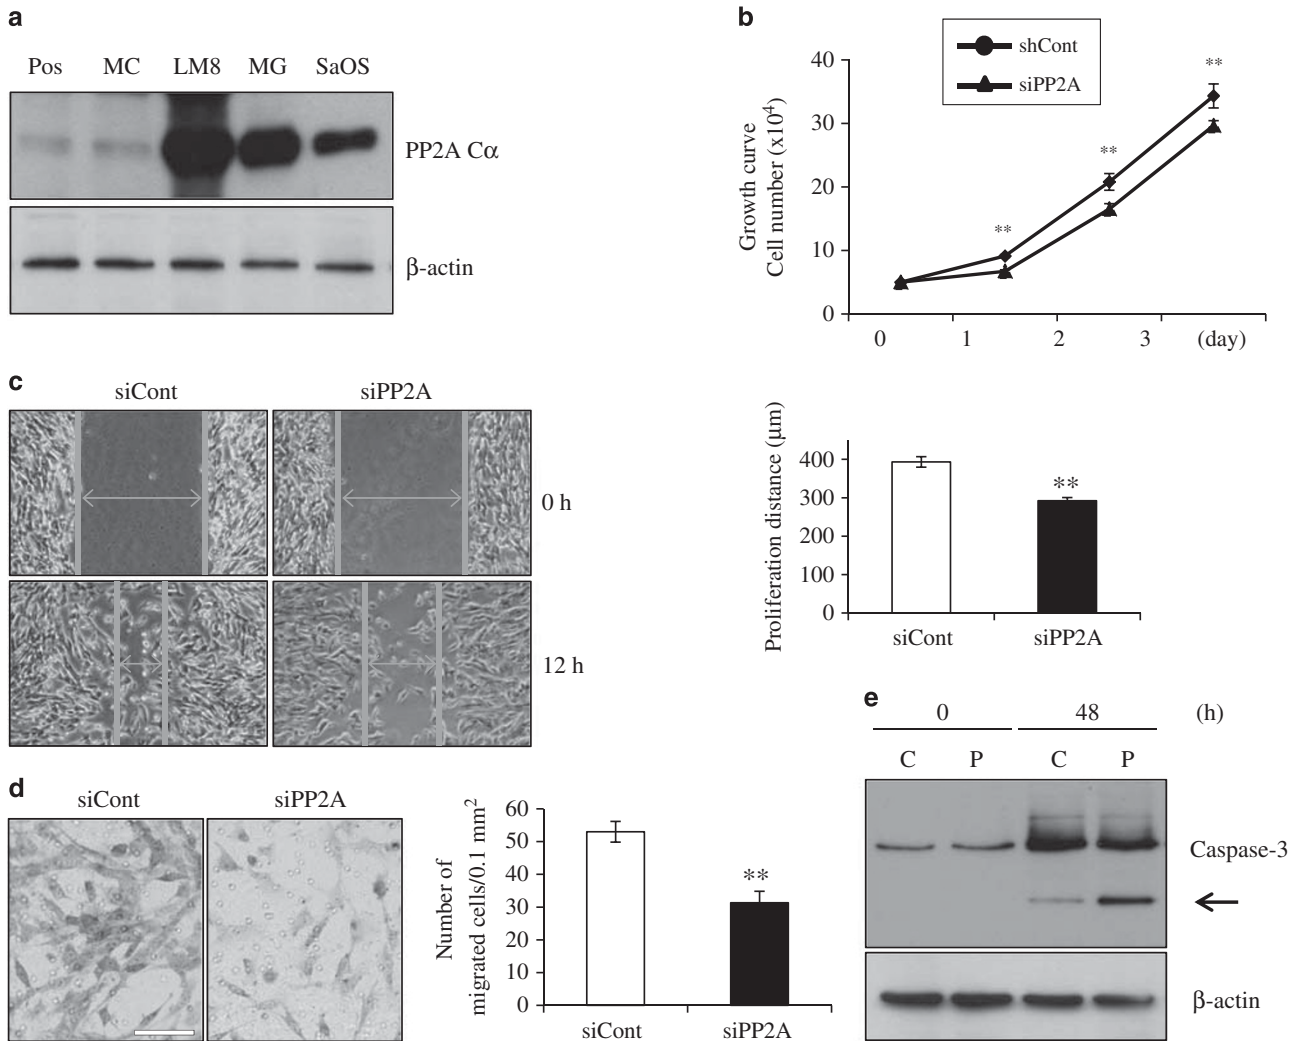 a
Pos MC LM8 MG SaOS
PP2A Cα
β-actin
b
shCont
siPP2A
Growth curve
Cell number (x10⁴)
40
30
20
10
0
0 1 2 3 (day)
**
**
**
c
siCont siPP2A
0 h
12 h
Proliferation distance (μm)
400
300
200
100
0
**
siCont siPP2A
d
siCont siPP2A
Number of
migrated cells/0.1 mm²
60
50
40
30
20
10
0
**
siCont siPP2A
e
0 48 (h)
C P C P
Caspase-3
β-actin